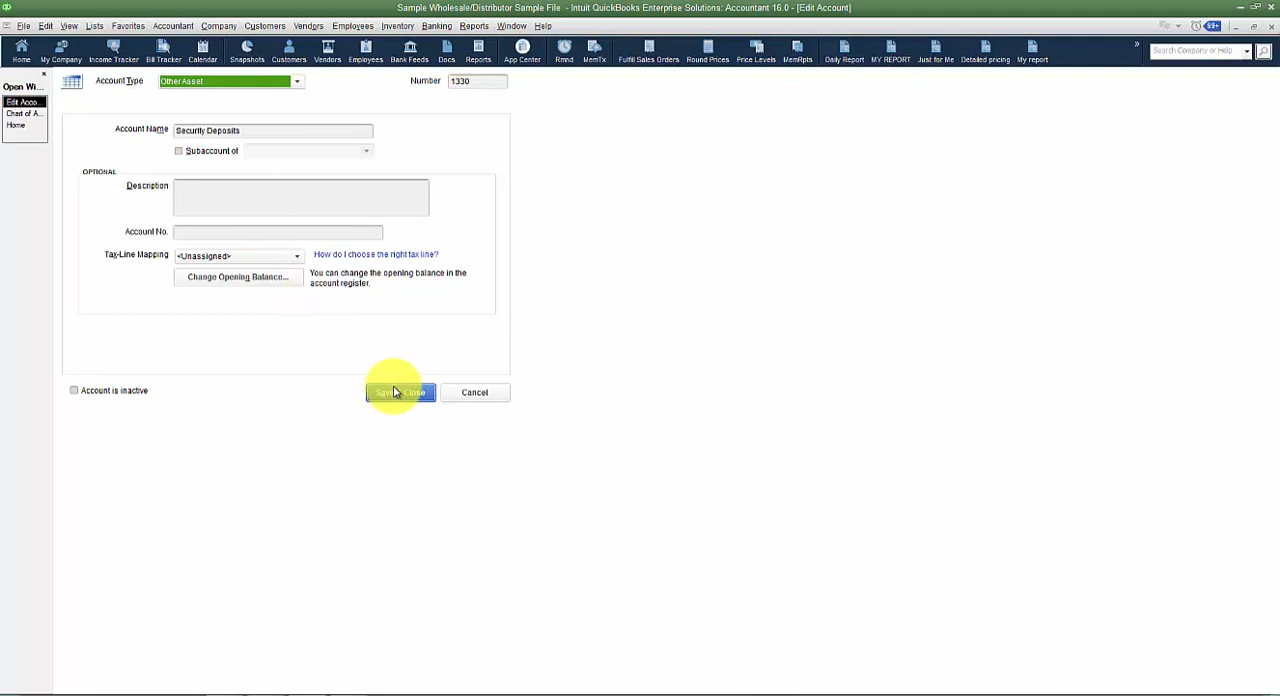 Sample Wholesale/Distributor Sample File - Intuit QuickBooks Enterprise Solutions: Accountant 16.0 - [Edit Account]
File Edit View Lists Favorites Accountant Company Customers Vendors Employees Inventory Banking Reports Window Help
99+
Home My Company Income Tracker Bill Tracker Calendar Snapshots Customers Vendors Employees Bank Feeds Docs Reports App Center Rmnd MemTx Fulfill Sales Orders Round Prices Price Levels MemRpts Daily Report MY REPORT Just for Me Detailed pricing My report » Search Company or Help
Open Wi...
Edit Acco...
Chart of A...
Home
Account Type Other Asset Number 1330
Account Name Security Deposits
Subaccount of
OPTIONAL
Description
Account No.
Tax-Line Mapping <Unassigned> How do I choose the right tax line?
Change Opening Balance... You can change the opening balance in the
account register.
Account is inactive Close Cancel